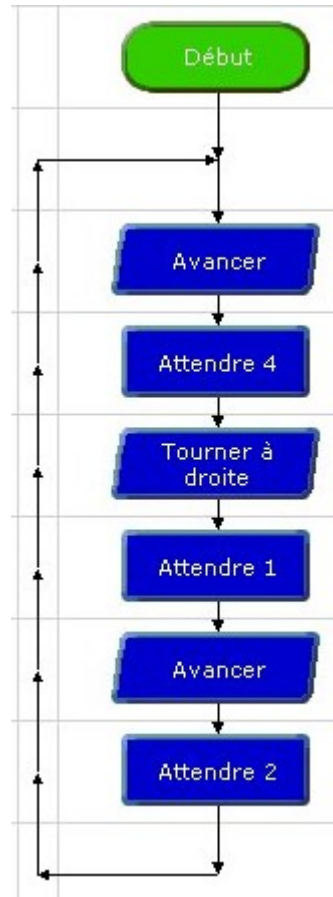 Début
Avancer
Attendre 4
Tourner à
droite
Attendre 1
Avancer
Attendre 2